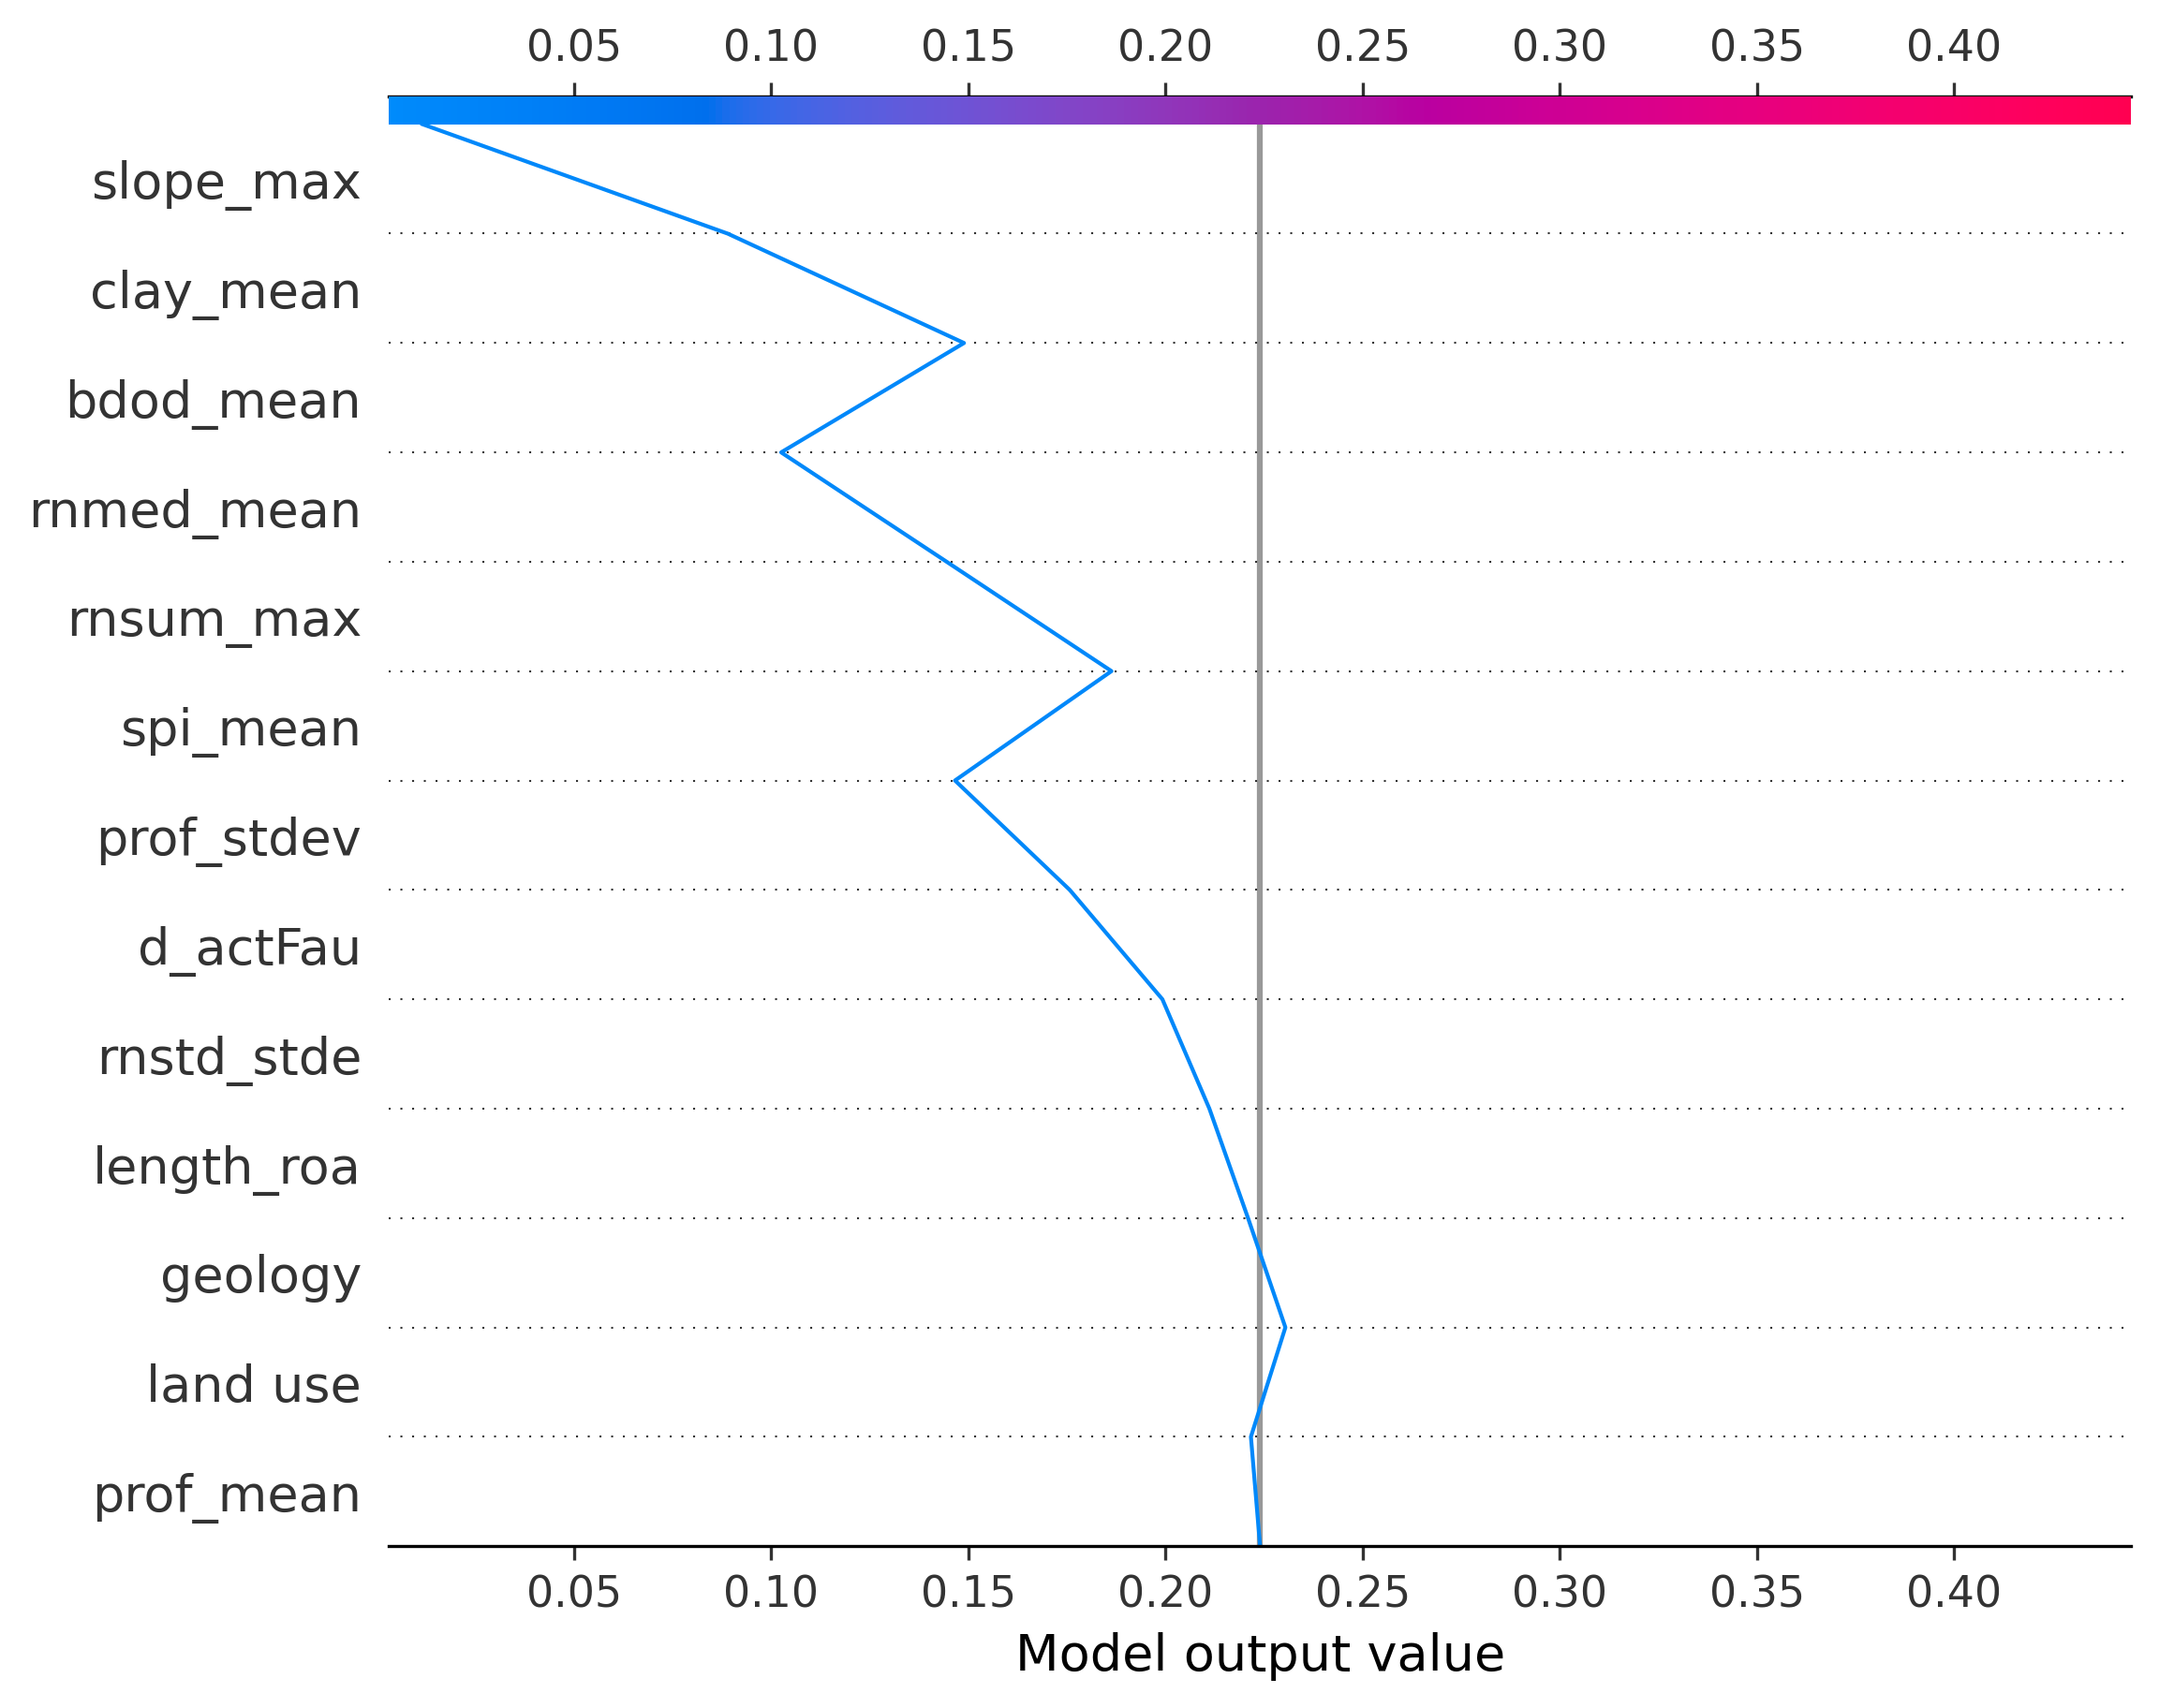 0.05 0.10 0.15 0.20 0.25 0.30 0.35 0.40
slope_max
clay_mean
bdod_mean
rnmed_mean
rnsum_max
spi_mean
prof_stdev
d_actFau
rnstd_stde
length_roa
geology
land use
prof_mean
0.05 0.10 0.15 0.20 0.25 0.30 0.35 0.40
Model output value